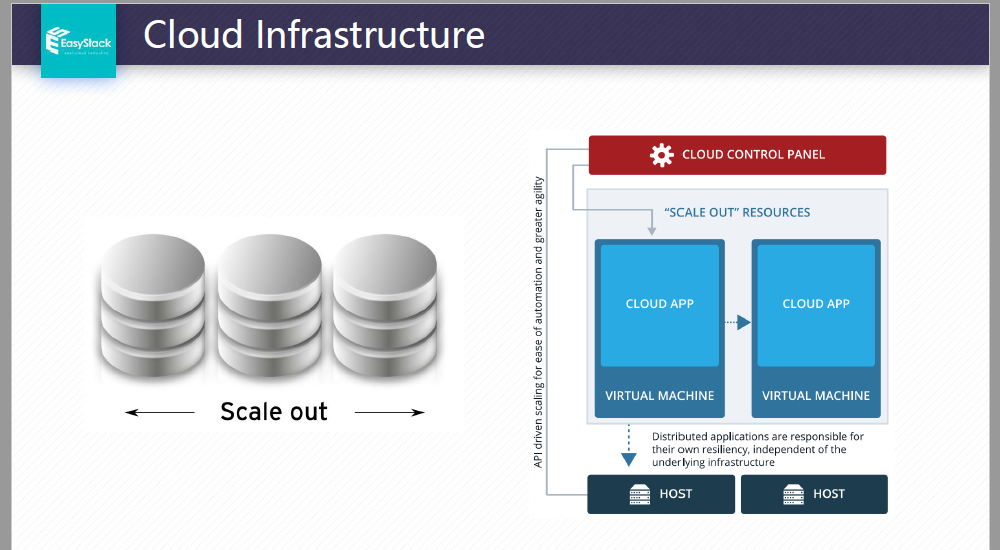 EasyStack
Cloud Infrastructure
Scale out
API driven scaling for ease of automation and greater agility
CLOUD CONTROL PANEL
“SCALE OUT” RESOURCES
CLOUD APP
CLOUD APP
VIRTUAL MACHINE
VIRTUAL MACHINE
Distributed applications are responsible for
their own resiliency, independent of the
underlying infrastructure
HOST
HOST